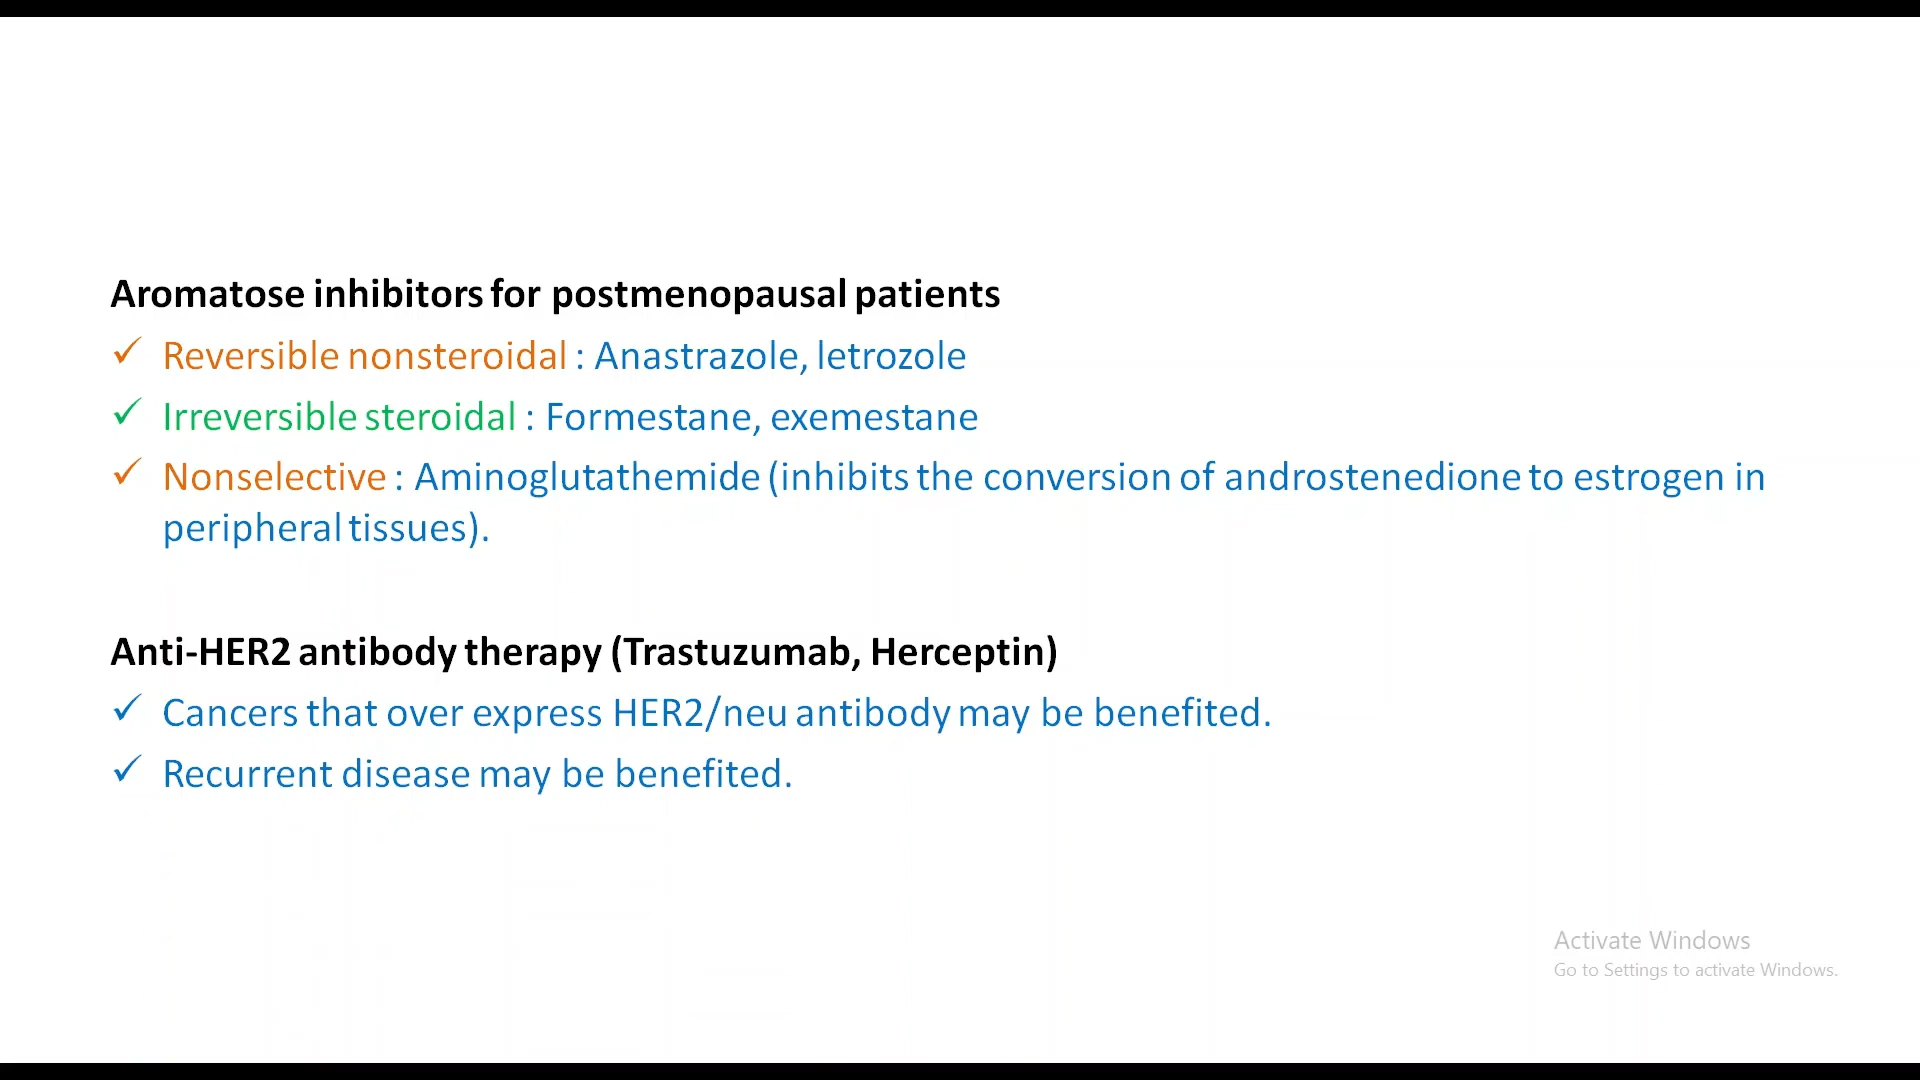 Aromatose inhibitors for postmenopausal patients
✓ Reversible nonsteroidal : Anastrazole, letrozole
✓ Irreversible steroidal : Formestane, exemestane
✓ Nonselective : Aminoglutathemide (inhibits the conversion of androstenedione to estrogen in
peripheral tissues).
Anti-HER2 antibody therapy (Trastuzumab, Herceptin)
✓ Cancers that over express HER2/neu antibody may be benefited.
✓ Recurrent disease may be benefited.
Activate Windows
Go to Settings to activate Windows.